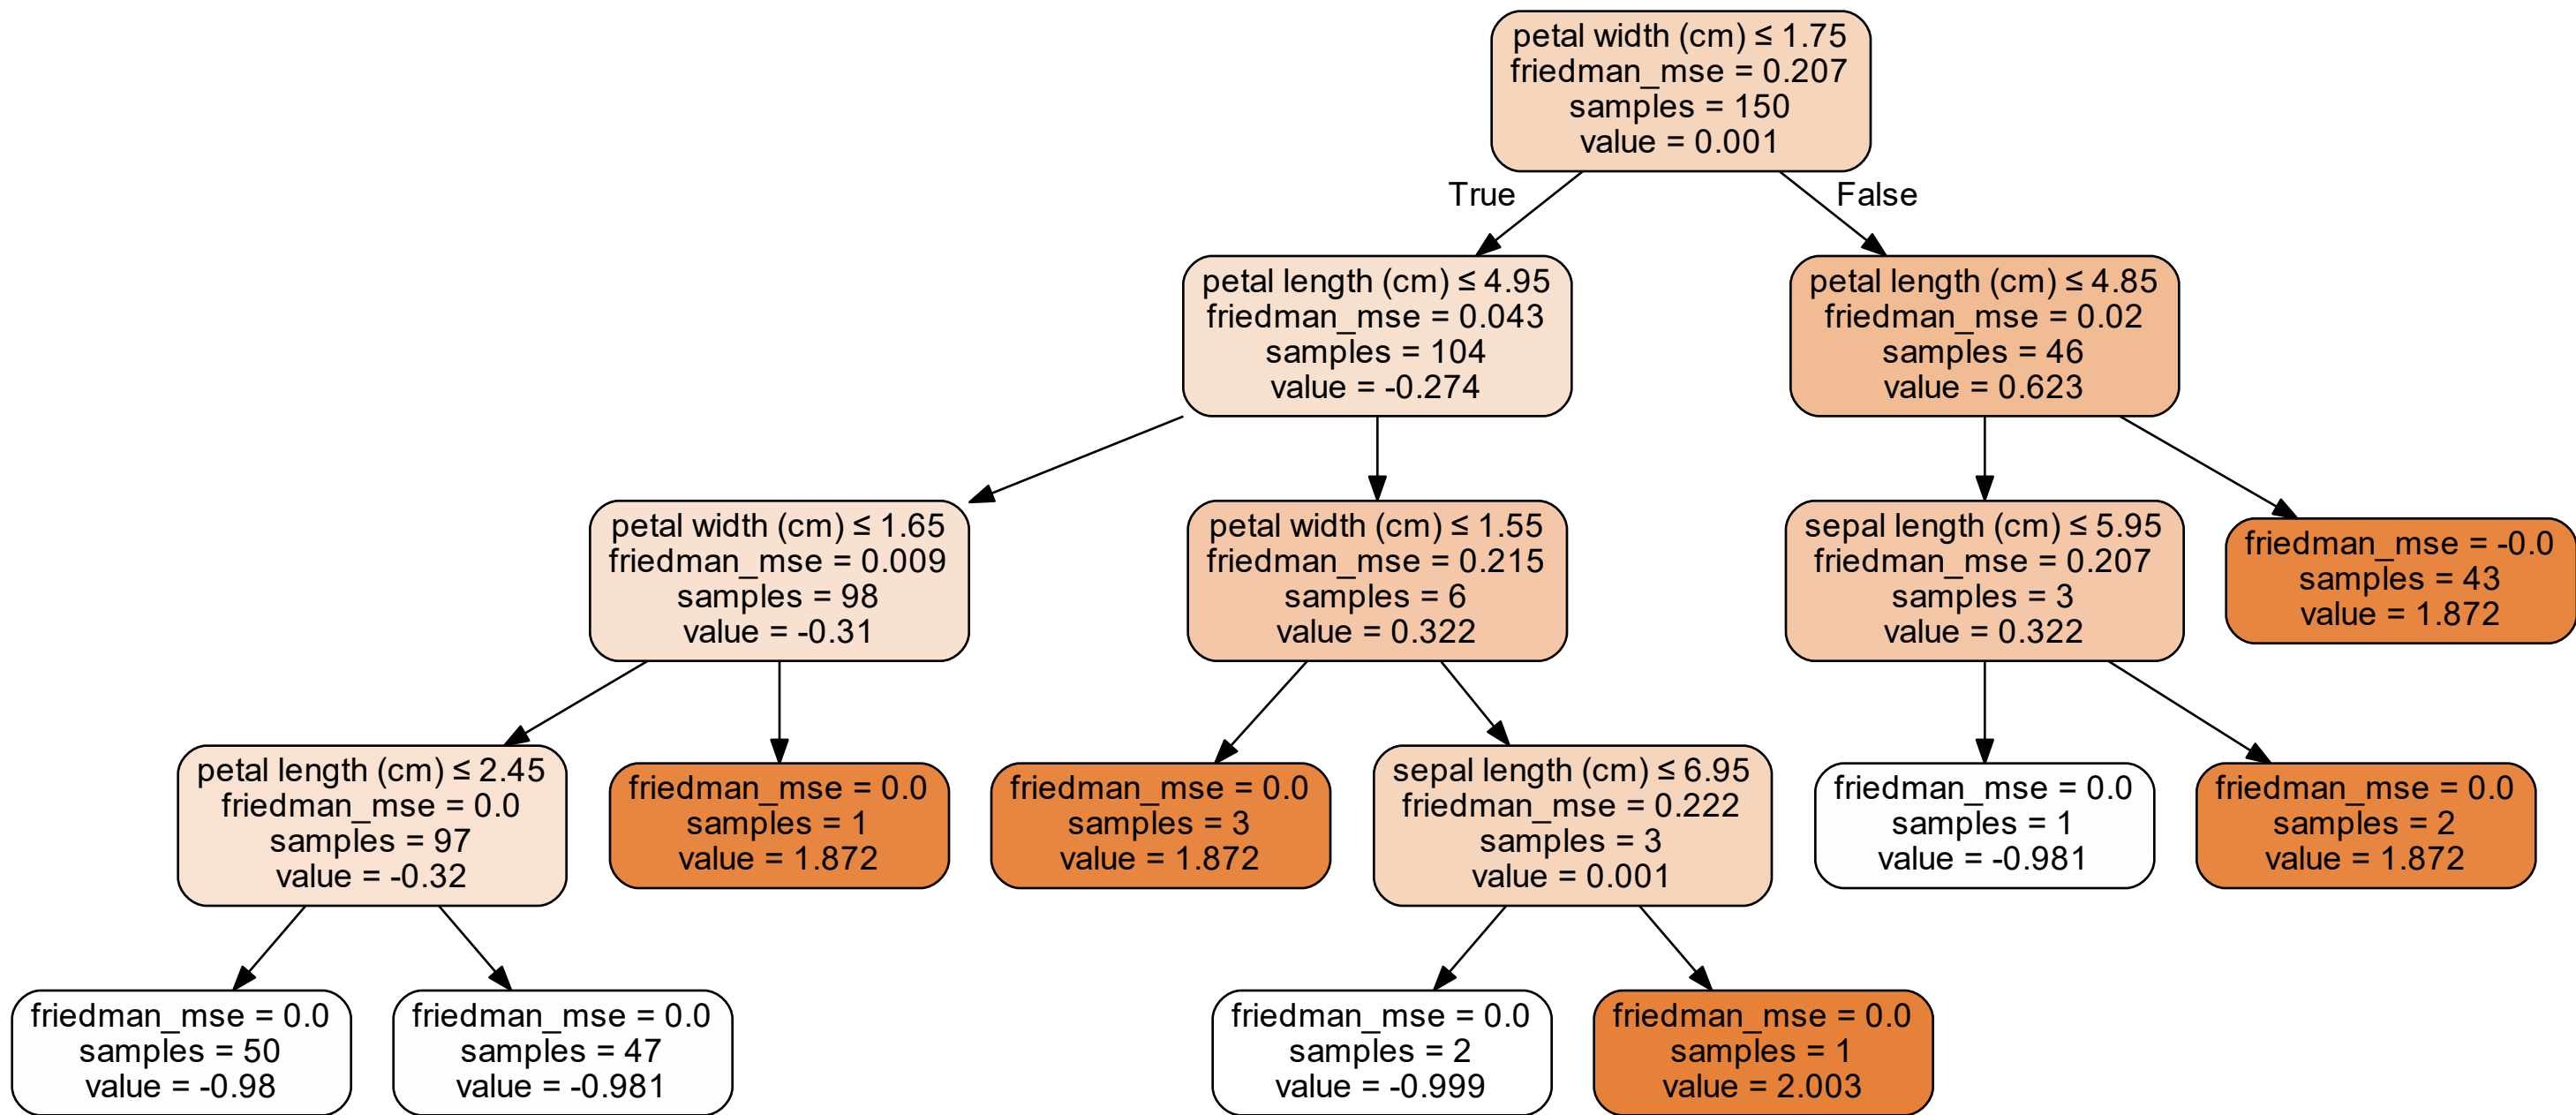 petal width (cm) ≤ 1.75
friedman_mse = 0.207
samples = 150
value = 0.001
True
False
petal length (cm) ≤ 4.95
friedman_mse = 0.043
samples = 104
value = -0.274
petal length (cm) ≤ 4.85
friedman_mse = 0.02
samples = 46
value = 0.623
petal width (cm) ≤ 1.65
friedman_mse = 0.009
samples = 98
value = -0.31
petal width (cm) ≤ 1.55
friedman_mse = 0.215
samples = 6
value = 0.322
sepal length (cm) ≤ 5.95
friedman_mse = 0.207
samples = 3
value = 0.322
friedman_mse = -0.0
samples = 43
value = 1.872
petal length (cm) ≤ 2.45
friedman_mse = 0.0
samples = 97
value = -0.32
friedman_mse = 0.0
samples = 1
value = 1.872
friedman_mse = 0.0
samples = 3
value = 1.872
sepal length (cm) ≤ 6.95
friedman_mse = 0.222
samples = 3
value = 0.001
friedman_mse = 0.0
samples = 1
value = -0.981
friedman_mse = 0.0
samples = 2
value = 1.872
friedman_mse = 0.0
samples = 50
value = -0.98
friedman_mse = 0.0
samples = 47
value = -0.981
friedman_mse = 0.0
samples = 2
value = -0.999
friedman_mse = 0.0
samples = 1
value = 2.003